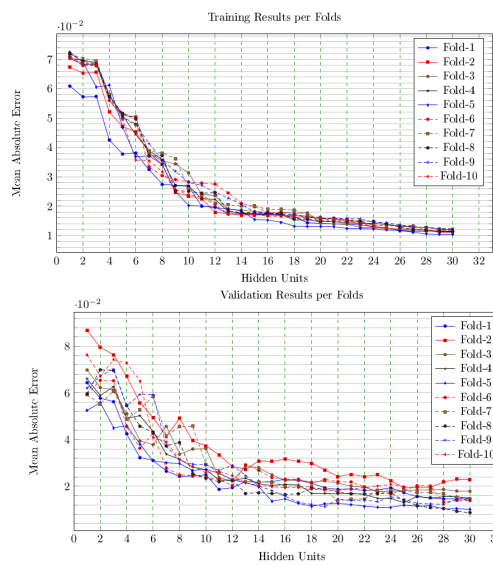 Training Results per Folds
·10⁻²
7
6
5
4
3
2
1
Mean Absolute Error
Fold-1
Fold-2
Fold-3
Fold-4
Fold-5
Fold-6
Fold-7
Fold-8
Fold-9
Fold-10
0 2 4 6 8 10 12 14 16 18 20 22 24 26 28 30 32
Hidden Units
Validation Results per Folds
·10⁻²
8
6
4
2
Mean Absolute Error
Fold-1
Fold-2
Fold-3
Fold-4
Fold-5
Fold-6
Fold-7
Fold-8
Fold-9
Fold-10
0 2 4 6 8 10 12 14 16 18 20 22 24 26 28 30
Hidden Units